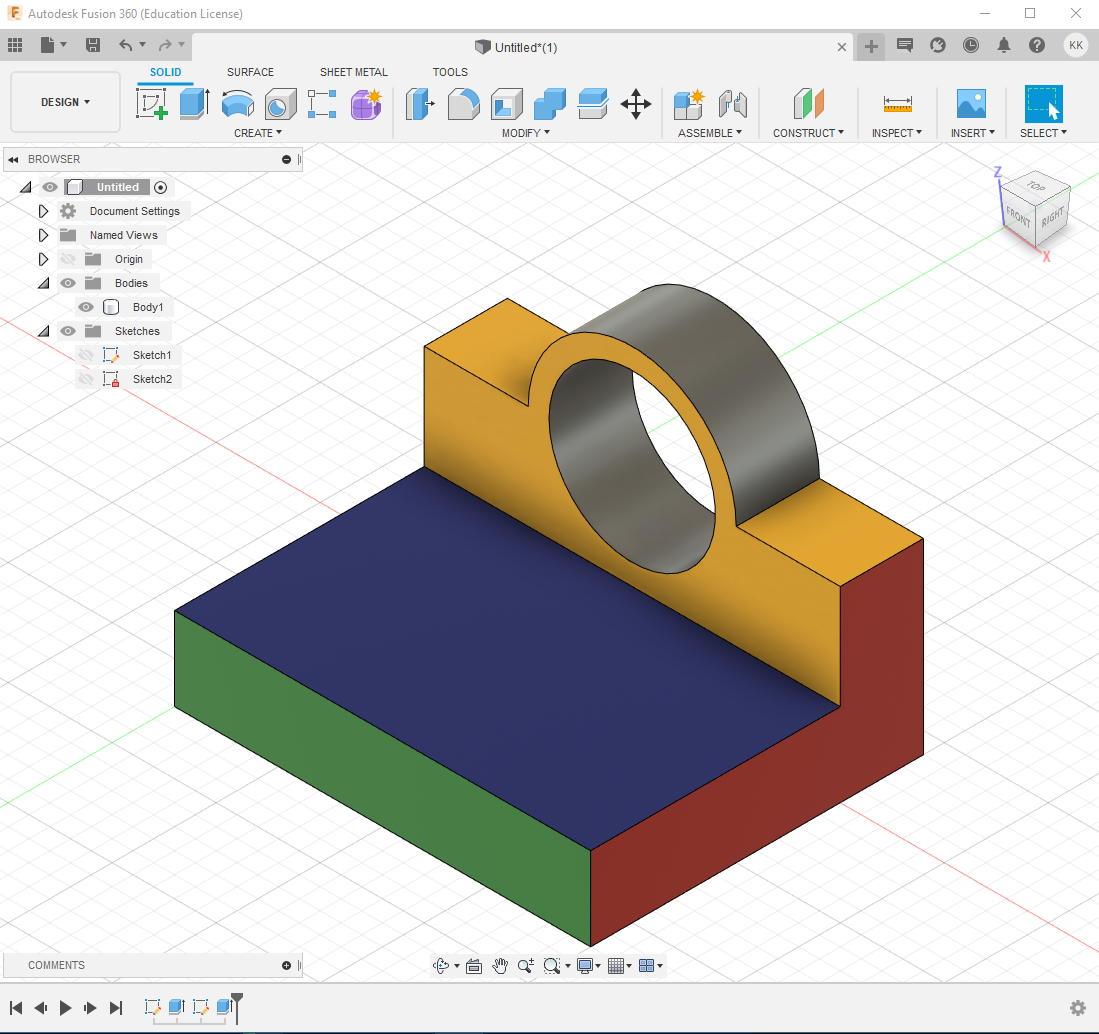 Autodesk Fusion 360 (Education License)
Untitled*(1)
KK
SOLID SURFACE SHEET METAL TOOLS
DESIGN
CREATE MODIFY ASSEMBLE CONSTRUCT INSPECT INSERT SELECT
BROWSER
Untitled
Document Settings
Named Views
Origin
Bodies
Body1
Sketches
Sketch1
Sketch2
Z
TOP
FRONT RIGHT
X
COMMENTS